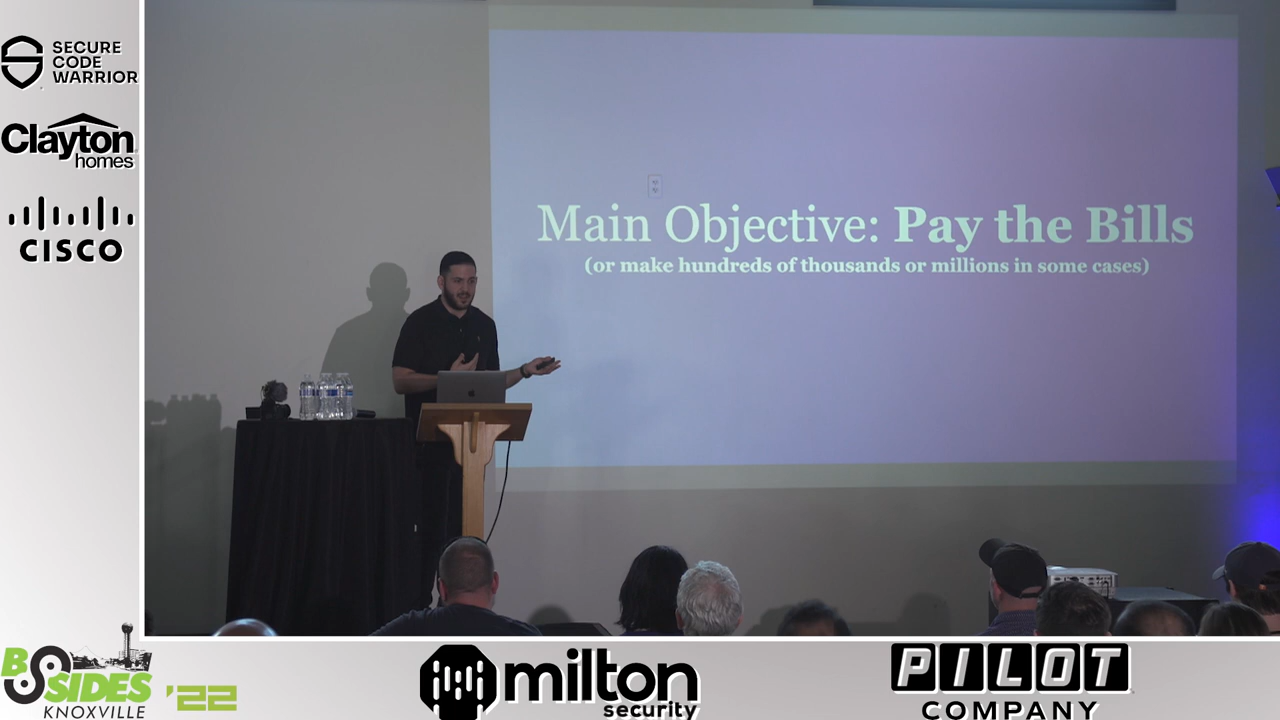 SECURE
CODE
WARRIOR
Clayton
homes
CISCO
Main Objective: Pay the Bills
(or make hundreds of thousands or millions in some cases)
BSIDES
KNOXVILLE
'22
milton
security
PILOT
COMPANY